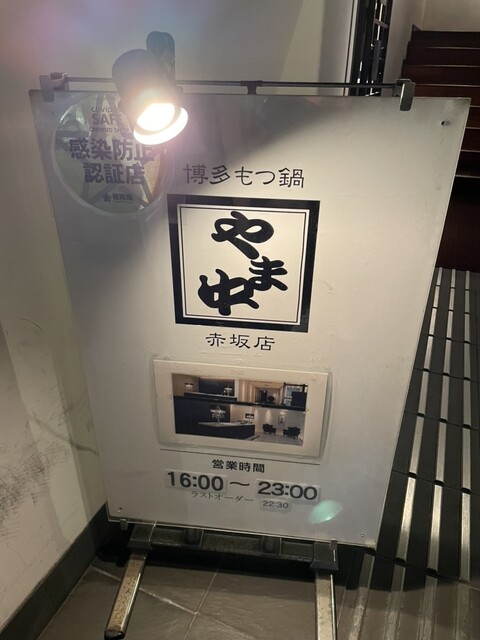 感染防止
認証店
博多もつ鍋
やま中
赤坂店
営業時間
16:00～23:00
ラストオーダー 22:30